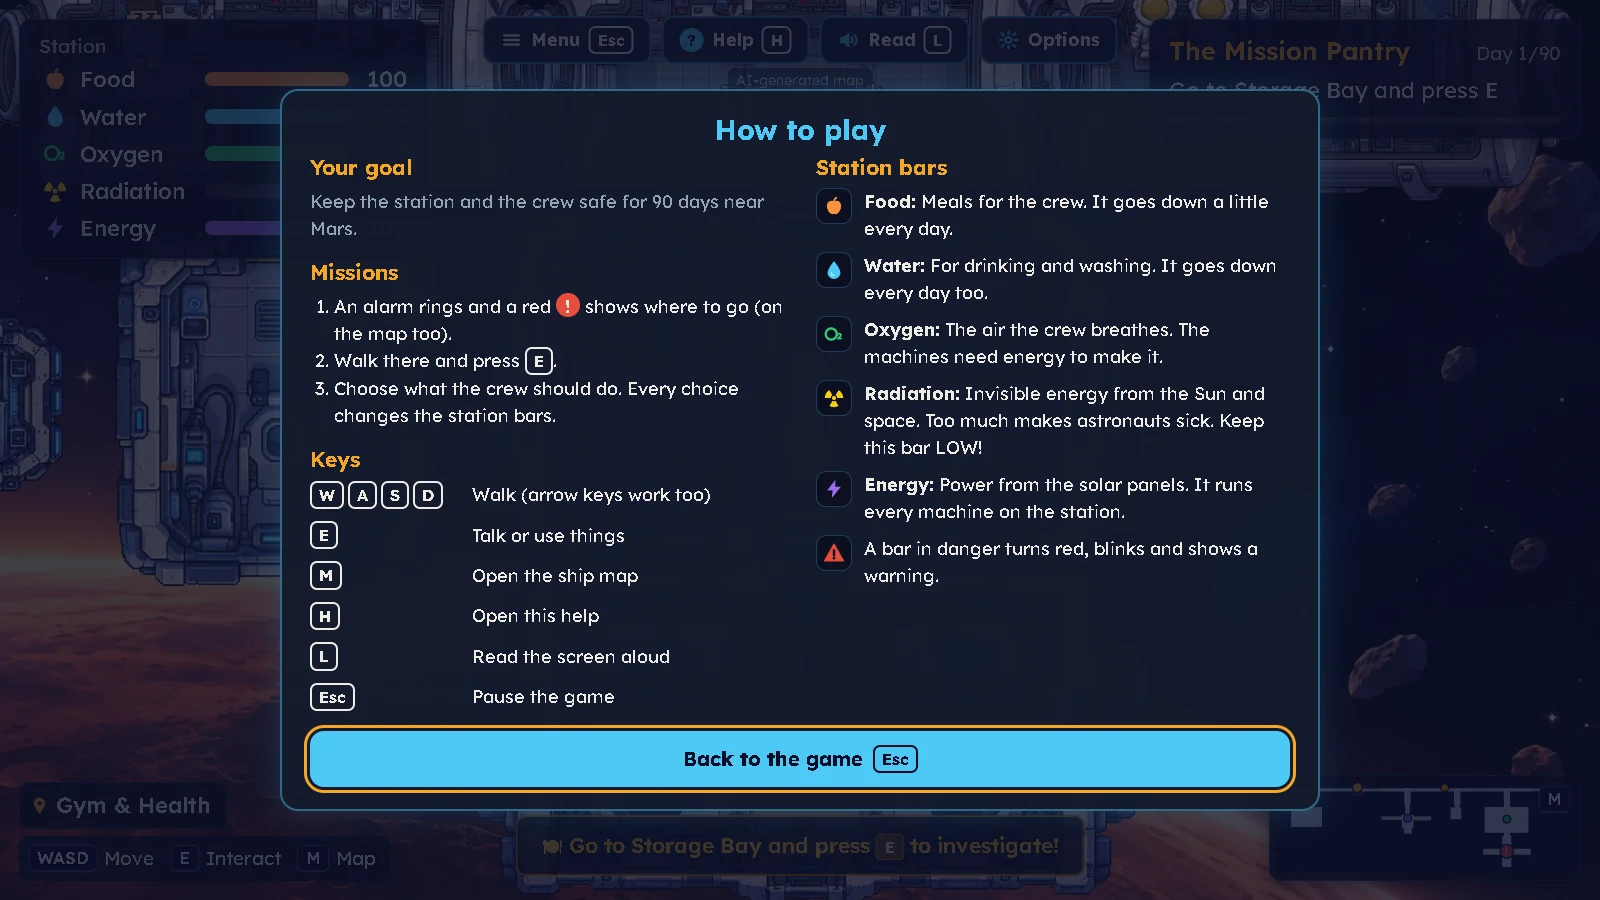 Station
Food 100
Water
Oxygen
Radiation
Energy
Menu Esc
Help H
Read L
Options
AI-generated map
The Mission Pantry Day 1/90
Go to Storage Bay and press E
How to play
Your goal
Keep the station and the crew safe for 90 days near
Mars.
Missions
1. An alarm rings and a red ! shows where to go (on
the map too).
2. Walk there and press E.
3. Choose what the crew should do. Every choice
changes the station bars.
Keys
W A S D Walk (arrow keys work too)
E Talk or use things
M Open the ship map
H Open this help
L Read the screen aloud
Esc Pause the game
Station bars
Food: Meals for the crew. It goes down a little
every day.
Water: For drinking and washing. It goes down
every day too.
O₂ Oxygen: The air the crew breathes. The
machines need energy to make it.
Radiation: Invisible energy from the Sun and
space. Too much makes astronauts sick. Keep
this bar LOW!
Energy: Power from the solar panels. It runs
every machine on the station.
A bar in danger turns red, blinks and shows a
warning.
Back to the game Esc
Gym & Health
WASD Move E Interact M Map
Go to Storage Bay and press E to investigate!
M